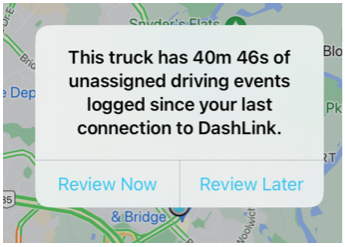 Snyder's Flats
This truck has 40m 46s of
unassigned driving events
logged since your last
connection to DashLink.
Review Now
Review Later
& Bridge